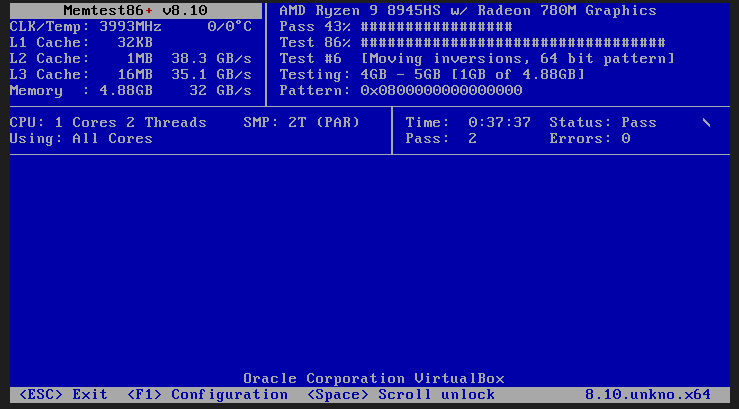 Memtest86+ v8.10 | AMD Ryzen 9 8945HS w/ Radeon 780M Graphics
CLK/Temp: 3993MHz 0/0°C | Pass 43% #################
L1 Cache: 32KB | Test 86% ##################################
L2 Cache: 1MB 38.3 GB/s | Test #6 [Moving inversions, 64 bit pattern]
L3 Cache: 16MB 35.1 GB/s | Testing: 4GB - 5GB [1GB of 4.88GB]
Memory : 4.88GB 32 GB/s | Pattern: 0x0800000000000000
CPU: 1 Cores 2 Threads SMP: 2T (PAR) | Time: 0:37:37 Status: Pass \
Using: All Cores | Pass: 2 Errors: 0
Oracle Corporation VirtualBox
<ESC> Exit <F1> Configuration <Space> Scroll unlock 8.10.unkno.x64